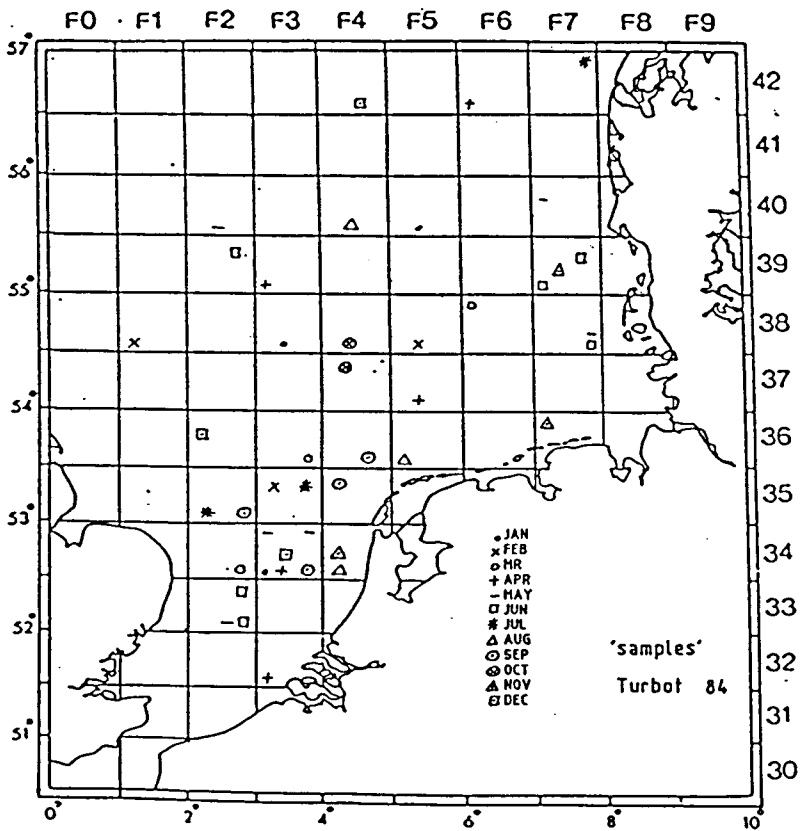 F0 F1 F2 F3 F4 F5 F6 F7 F8 F9
57°
42
41
56°
40
39
55°
38
37
54°
36
35
53°
34
33
52°
32
31
51°
30
JAN
FEB
MR
APR
MAY
JUN
JUL
AUG
SEP
OCT
NOV
DEC
'samples'
Turbot 84
0° 2° 4° 6° 8° 10°